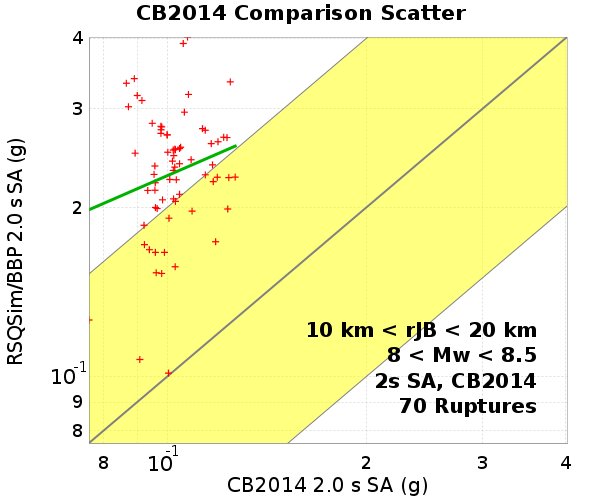 CB2014 Comparison Scatter
RSQSim/BBP 2.0 s SA (g)
4
3
2
10-1
9
8
10 km < rJB < 20 km
8 < Mw < 8.5
2s SA, CB2014
70 Ruptures
8 10-1 2 3 4
CB2014 2.0 s SA (g)